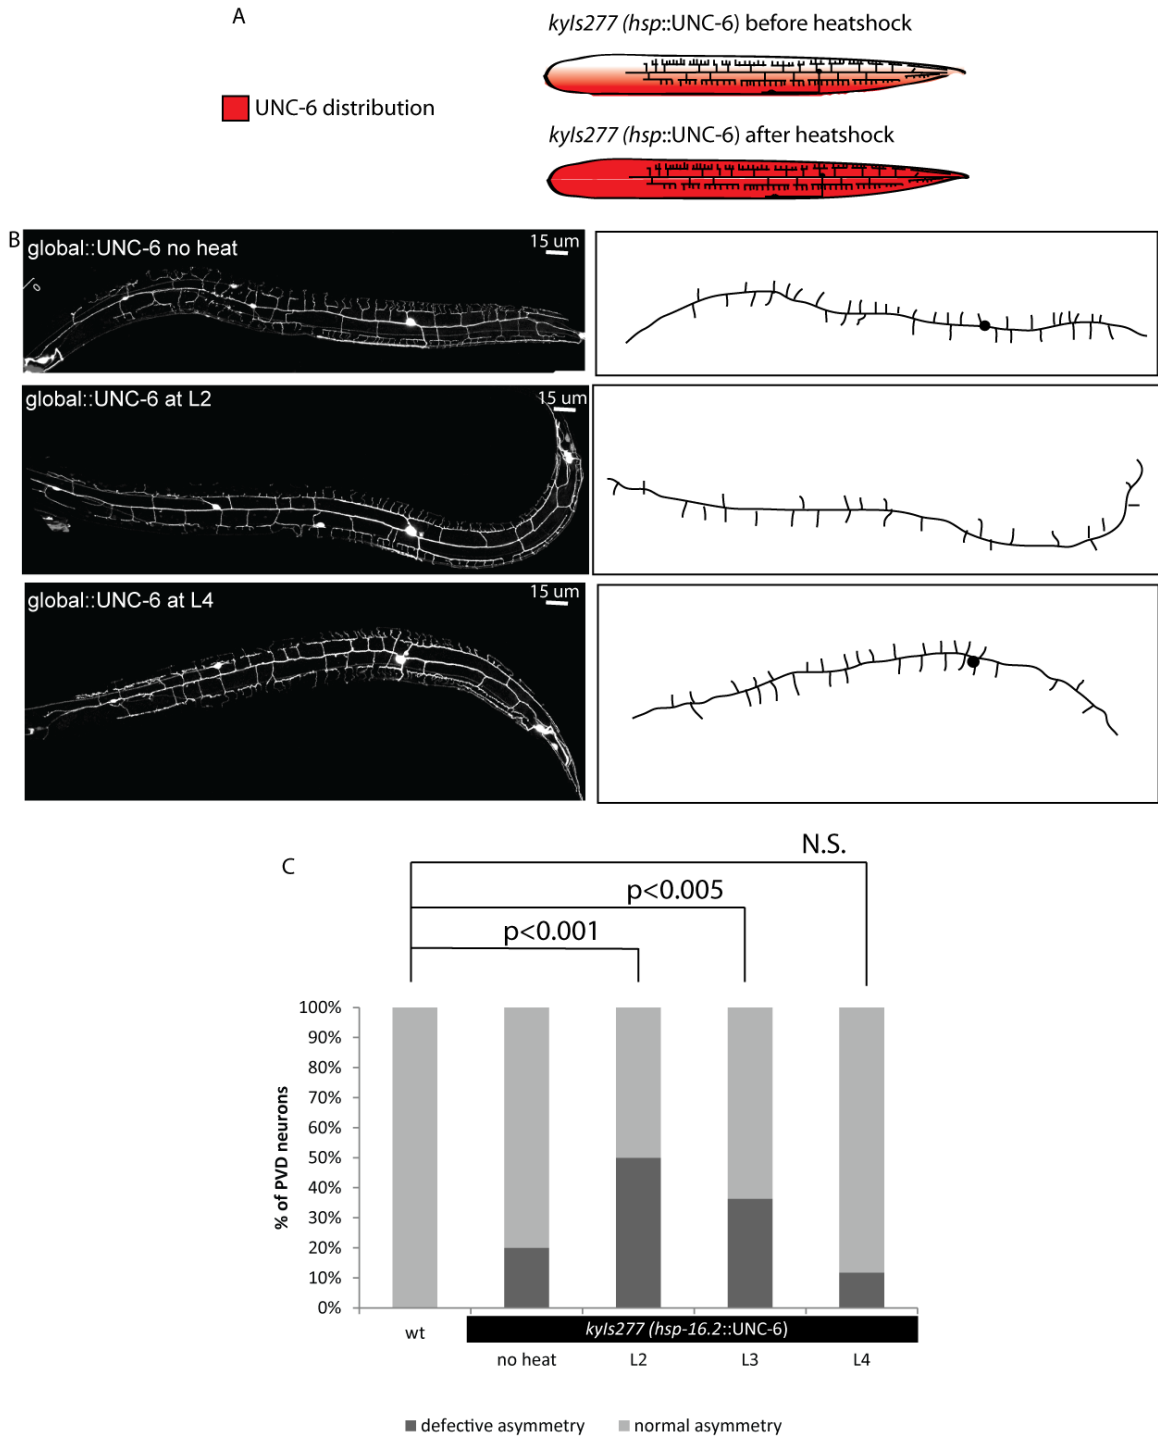 A
kyIs277 (hsp::UNC-6) before heatshock
UNC-6 distribution
kyIs277 (hsp::UNC-6) after heatshock
B
global::UNC-6 no heat
15 um
global::UNC-6 at L2
15 um
global::UNC-6 at L4
15 um
C
N.S.
p<0.005
p<0.001
% of PVD neurons
100%
90%
80%
70%
60%
50%
40%
30%
20%
10%
0%
wt
kyIs277 (hsp-16.2::UNC-6)
no heat
L2
L3
L4
defective asymmetry
normal asymmetry